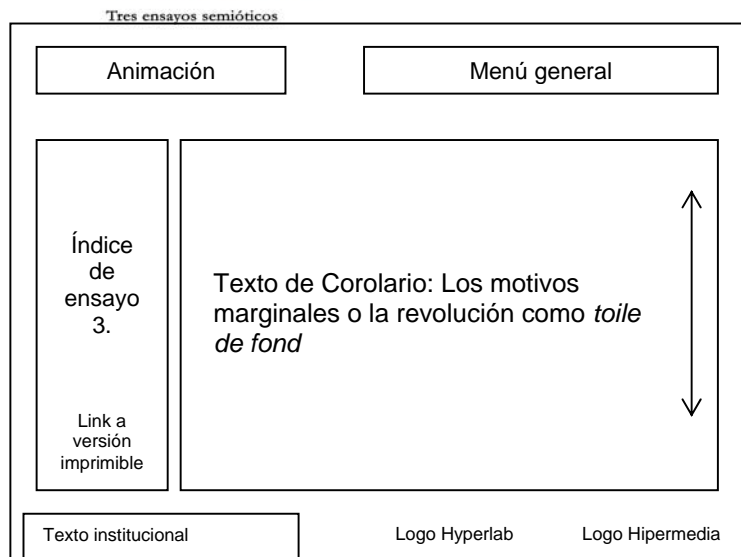 Tres ensayos semióticos
Animación
Menú general
Índice
de
ensayo
3.
Link a
versión
imprimible
Texto de Corolario: Los motivos
marginales o la revolución como toile
de fond
Texto institucional
Logo Hyperlab
Logo Hipermedia